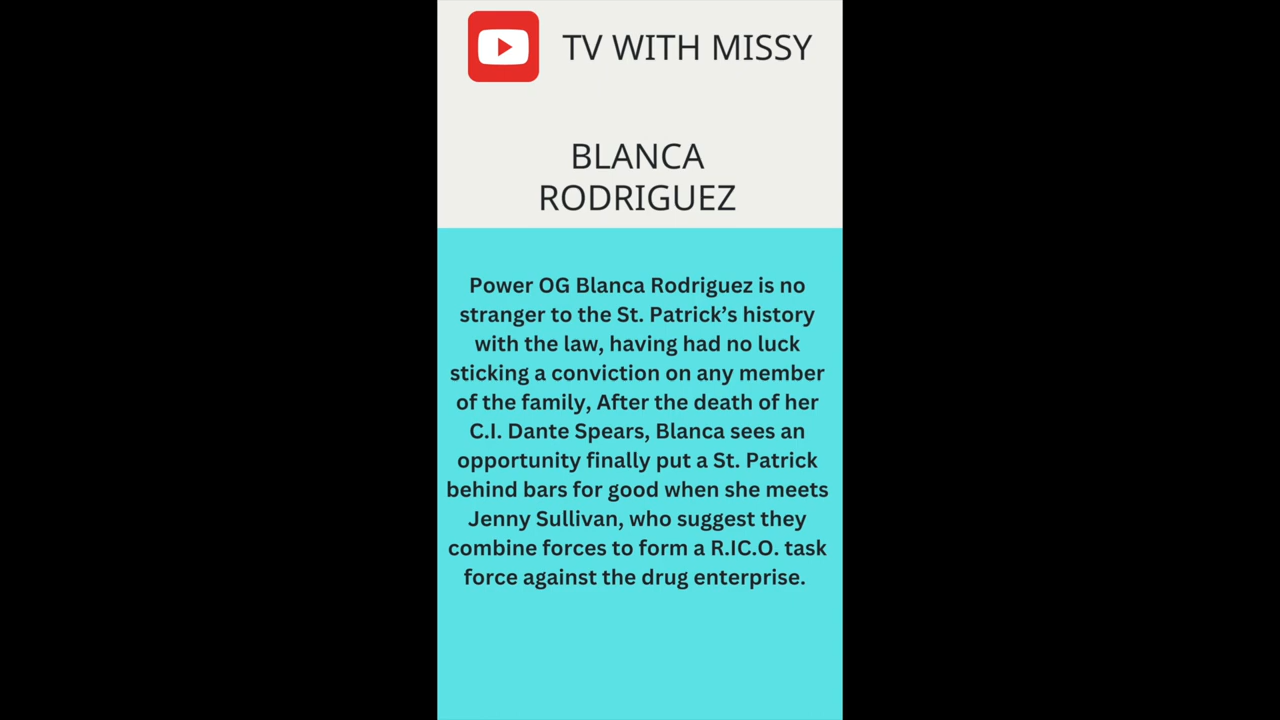 TV WITH MISSY
BLANCA
RODRIGUEZ
Power OG Blanca Rodriguez is no
stranger to the St. Patrick’s history
with the law, having had no luck
sticking a conviction on any member
of the family, After the death of her
C.I. Dante Spears, Blanca sees an
opportunity finally put a St. Patrick
behind bars for good when she meets
Jenny Sullivan, who suggest they
combine forces to form a R.IC.O. task
force against the drug enterprise.